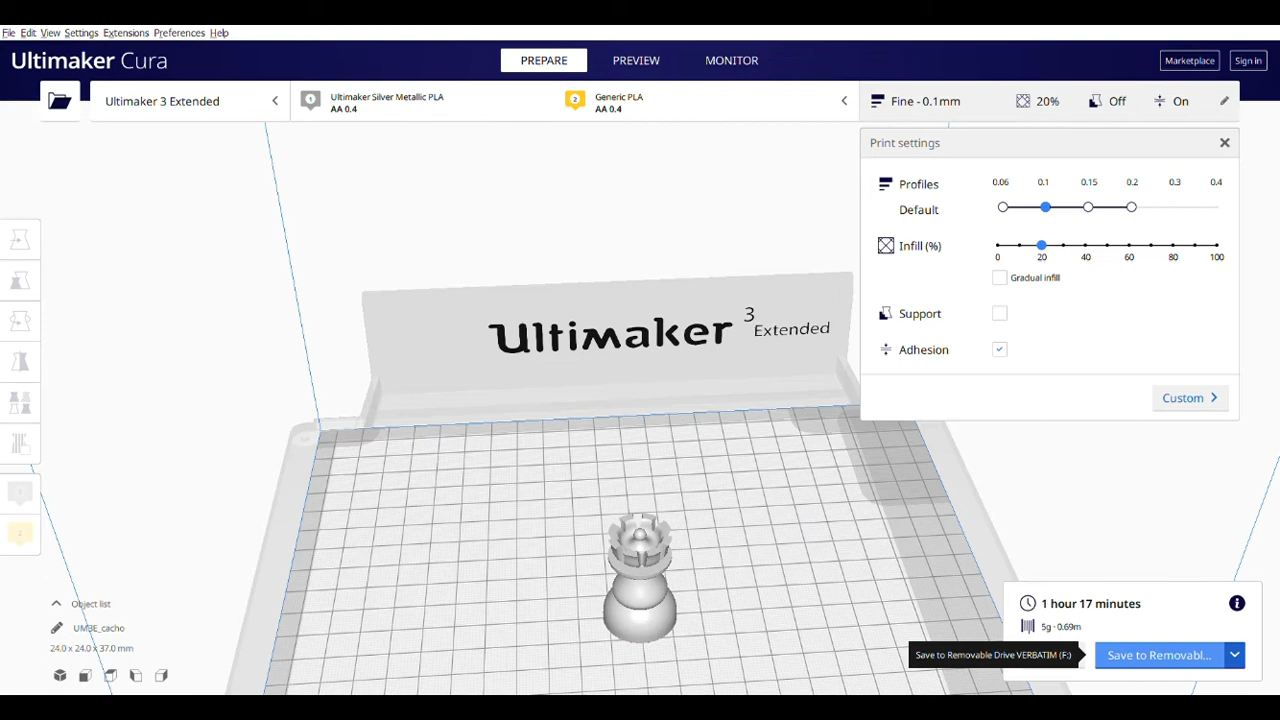 File Edit View Settings Extensions Preferences Help
Ultimaker Cura
PREPARE PREVIEW MONITOR
Marketplace Sign in
Ultimaker 3 Extended
1 Ultimaker Silver Metallic PLA
AA 0.4
2 Generic PLA
AA 0.4
Fine - 0.1mm 20% Off On
Print settings
Profiles 0.06 0.1 0.15 0.2 0.3 0.4
Default
Infill (%)
0 20 40 60 80 100
Gradual infill
Support
Adhesion
Custom
Ultimaker 3 Extended
Object list
24.0 x 24.0 x 37.0 mm
1 hour 17 minutes
5g · 0.69m
Save to Removable Drive VERBATIM (F:)
Save to Removabl...